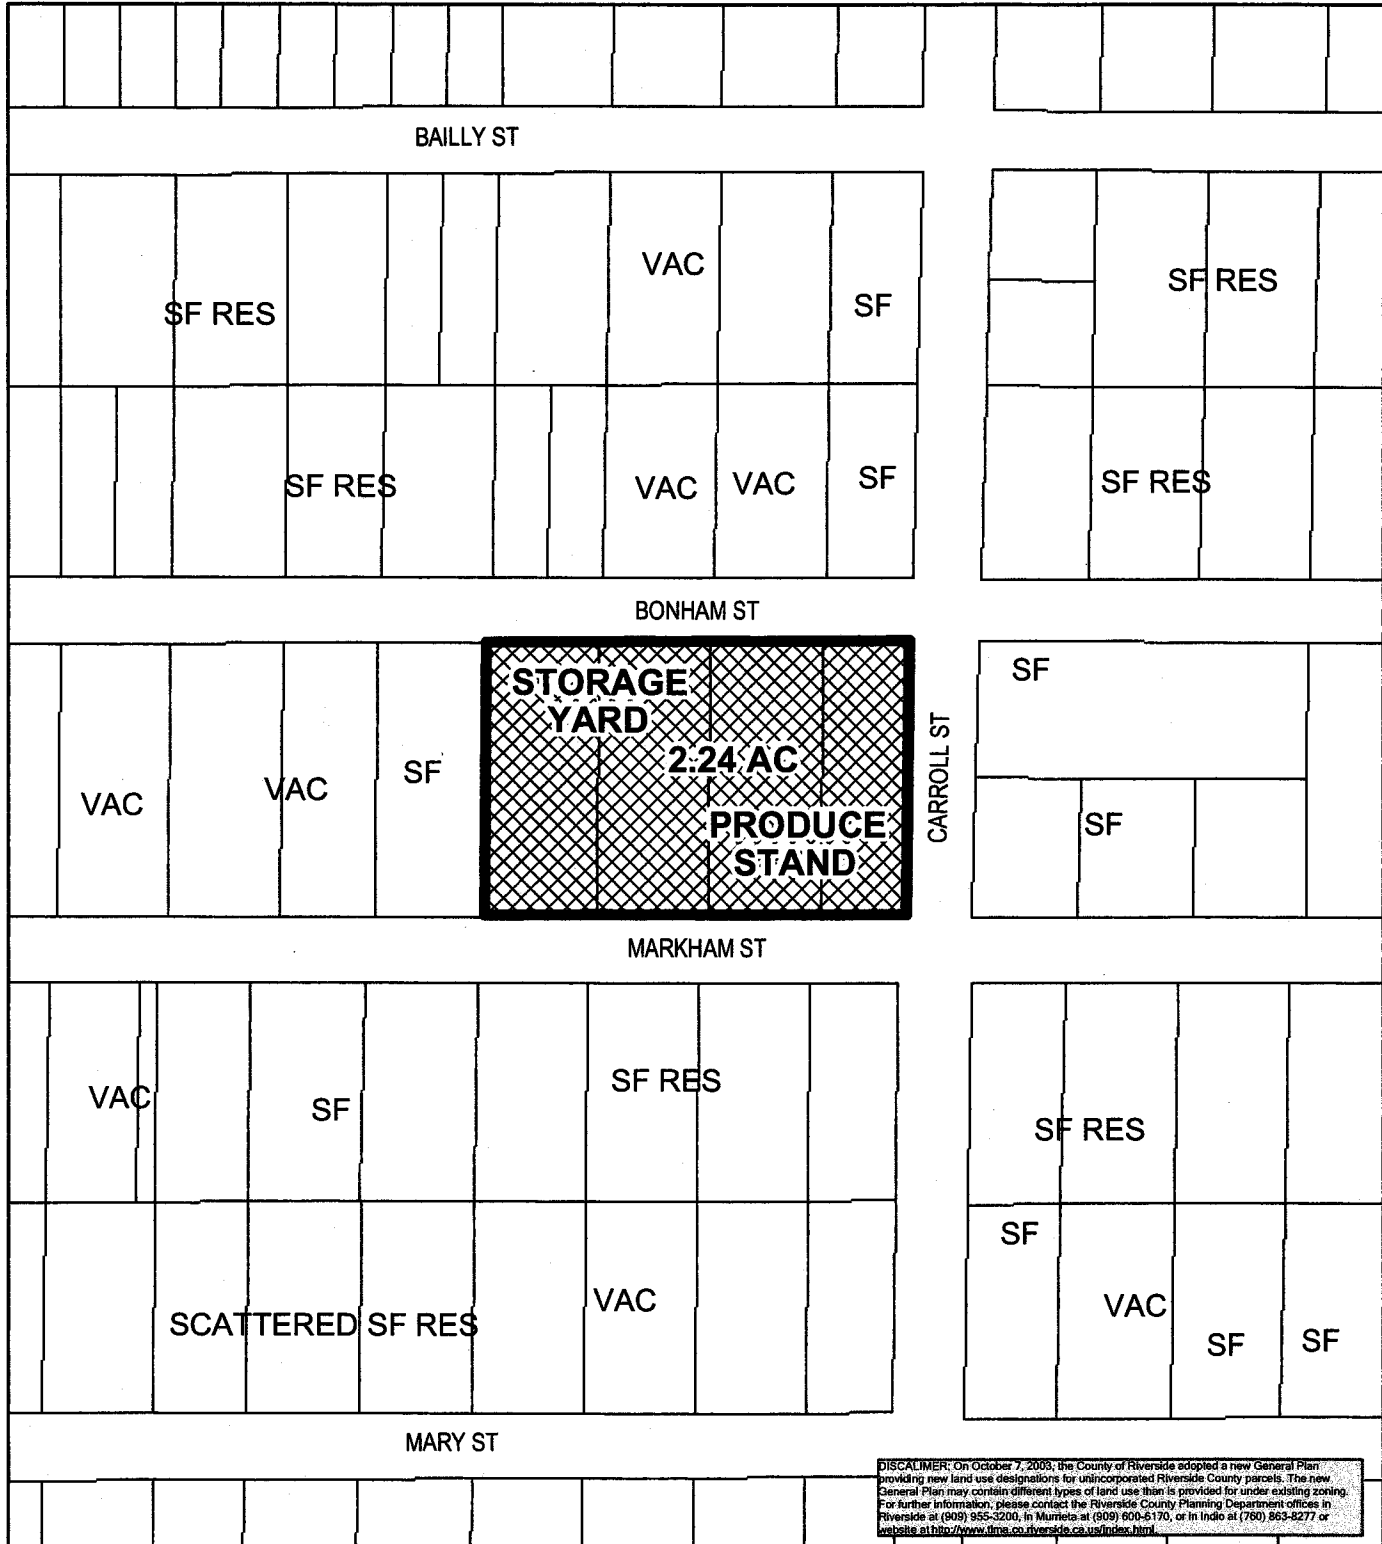 BAILLY ST
VAC
SF RES
SF
SF RES
SF RES
VAC
VAC
SF
SF RES
BONHAM ST
STORAGE
YARD
2.24 AC
PRODUCE
STAND
CARROLL ST
SF
VAC
VAC
SF
SF
MARKHAM ST
VAC
SF
SF RES
SF RES
SCATTERED SF RES
VAC
SF
VAC
SF
SF
MARY ST
DISCALIMER: On October 7, 2003, the County of Riverside adopted a new General Plan
providing new land use designations for unincorporated Riverside County parcels. The new
General Plan may contain different types of land use than is provided for under existing zoning.
For further information, please contact the Riverside County Planning Department offices in
Riverside at (909) 955-3200, in Murrieta at (909) 600-6170, or in Indio at (760) 863-8277 or
website at http://www.tlma.co.riverside.ca.us/index.html.